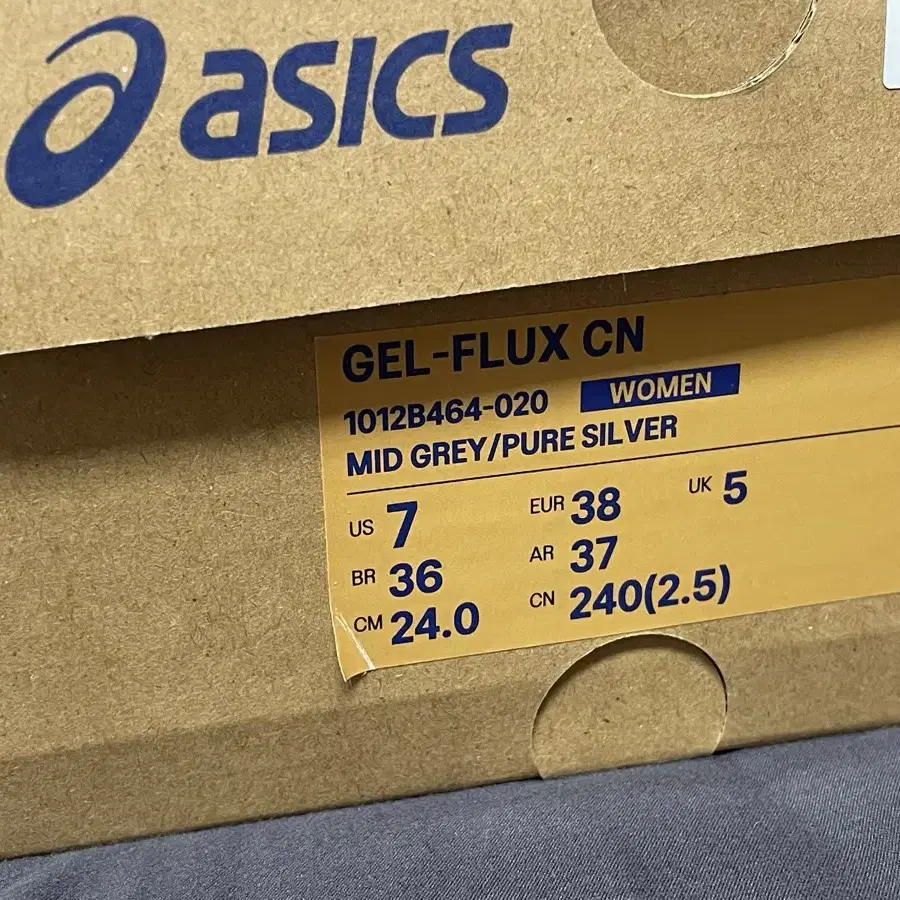 asics
GEL-FLUX CN
1012B464-020 WOMEN
MID GREY/PURE SILVER
US 7 EUR 38 UK 5
BR 36 AR 37
CM 24.0 CN 240(2.5)